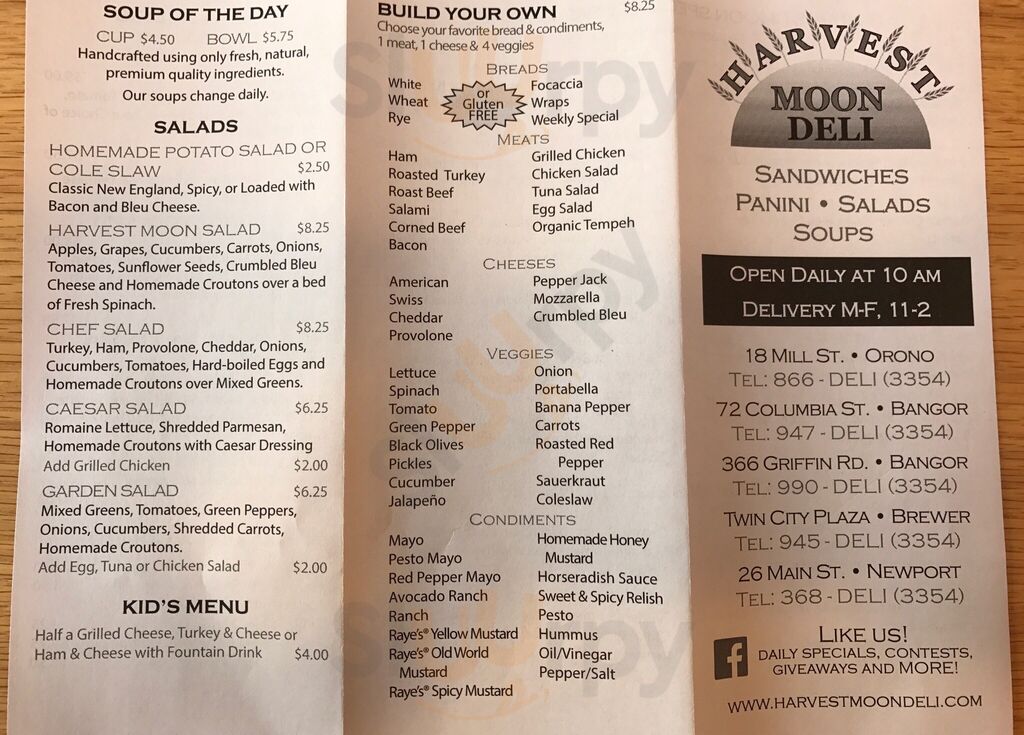 SOUP OF THE DAY
CUP $4.50 BOWL $5.75
Handcrafted using only fresh, natural,
premium quality ingredients.
Our soups change daily.
SALADS
HOMEMADE POTATO SALAD OR
COLE SLAW $2.50
Classic New England, Spicy, or Loaded with
Bacon and Bleu Cheese.
HARVEST MOON SALAD $8.25
Apples, Grapes, Cucumbers, Carrots, Onions,
Tomatoes, Sunflower Seeds, Crumbled Bleu
Cheese and Homemade Croutons over a bed
of Fresh Spinach.
CHEF SALAD $8.25
Turkey, Ham, Provolone, Cheddar, Onions,
Cucumbers, Tomatoes, Hard-boiled Eggs and
Homemade Croutons over Mixed Greens.
CAESAR SALAD $6.25
Romaine Lettuce, Shredded Parmesan,
Homemade Croutons with Caesar Dressing
Add Grilled Chicken $2.00
GARDEN SALAD $6.25
Mixed Greens, Tomatoes, Green Peppers,
Onions, Cucumbers, Shredded Carrots,
Homemade Croutons.
Add Egg, Tuna or Chicken Salad $2.00
KID'S MENU
Half a Grilled Cheese, Turkey & Cheese or
Ham & Cheese with Fountain Drink $4.00
BUILD YOUR OWN $8.25
Choose your favorite bread & condiments,
1 meat, 1 cheese & 4 veggies
BREADS
White
Wheat
Rye
or
Gluten
FREE
Focaccia
Wraps
Weekly Special
MEATS
Ham
Roasted Turkey
Roast Beef
Salami
Corned Beef
Bacon
Grilled Chicken
Chicken Salad
Tuna Salad
Egg Salad
Organic Tempeh
CHEESES
American
Swiss
Cheddar
Provolone
Pepper Jack
Mozzarella
Crumbled Bleu
VEGGIES
Lettuce
Spinach
Tomato
Green Pepper
Black Olives
Pickles
Cucumber
Jalapeño
Onion
Portabella
Banana Pepper
Carrots
Roasted Red
Pepper
Sauerkraut
Coleslaw
CONDIMENTS
Mayo
Pesto Mayo
Red Pepper Mayo
Avocado Ranch
Ranch
Raye's® Yellow Mustard
Raye's® Old World
Mustard
Raye's® Spicy Mustard
Homemade Honey
Mustard
Horseradish Sauce
Sweet & Spicy Relish
Pesto
Hummus
Oil/Vinegar
Pepper/Salt
HARVEST
MOON
DELI
SANDWICHES
PANINI • SALADS
SOUPS
OPEN DAILY AT 10 AM
DELIVERY M-F, 11-2
18 MILL ST. • ORONO
TEL: 866 - DELI (3354)
72 COLUMBIA ST. • BANGOR
TEL: 947 - DELI (3354)
366 GRIFFIN RD. • BANGOR
TEL: 990 - DELI (3354)
TWIN CITY PLAZA • BREWER
TEL: 945 - DELI (3354)
26 MAIN ST. • NEWPORT
TEL: 368 - DELI (3354)
f
LIKE US!
DAILY SPECIALS, CONTESTS,
GIVEAWAYS AND MORE!
WWW.HARVESTMOONDELI.COM